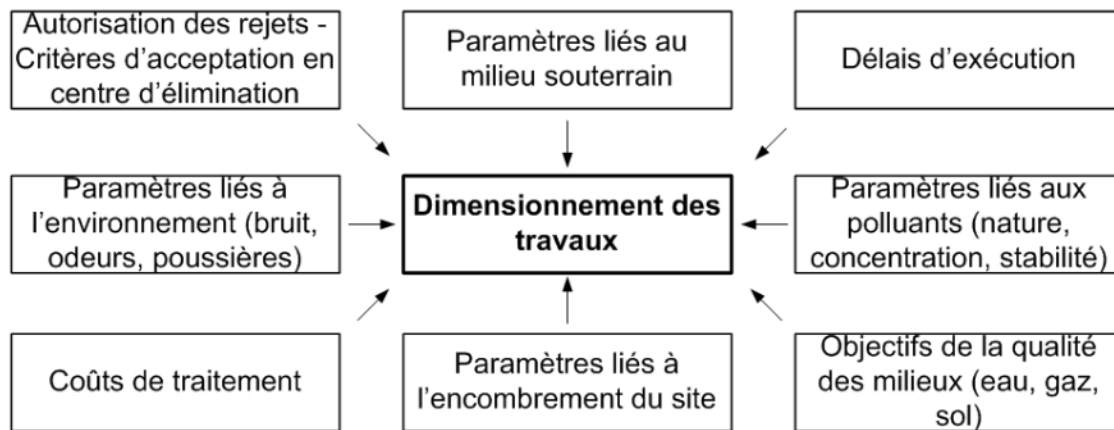 Autorisation des rejets -
Critères d'acceptation en
centre d'élimination
Paramètres liés au
milieu souterrain
Délais d'exécution
Paramètres liés à
l'environnement (bruit,
odeurs, poussières)
Dimensionnement des
travaux
Paramètres liés aux
polluants (nature,
concentration, stabilité)
Coûts de traitement
Paramètres liés à
l'encombrement du site
Objectifs de la qualité
des milieux (eau, gaz,
sol)